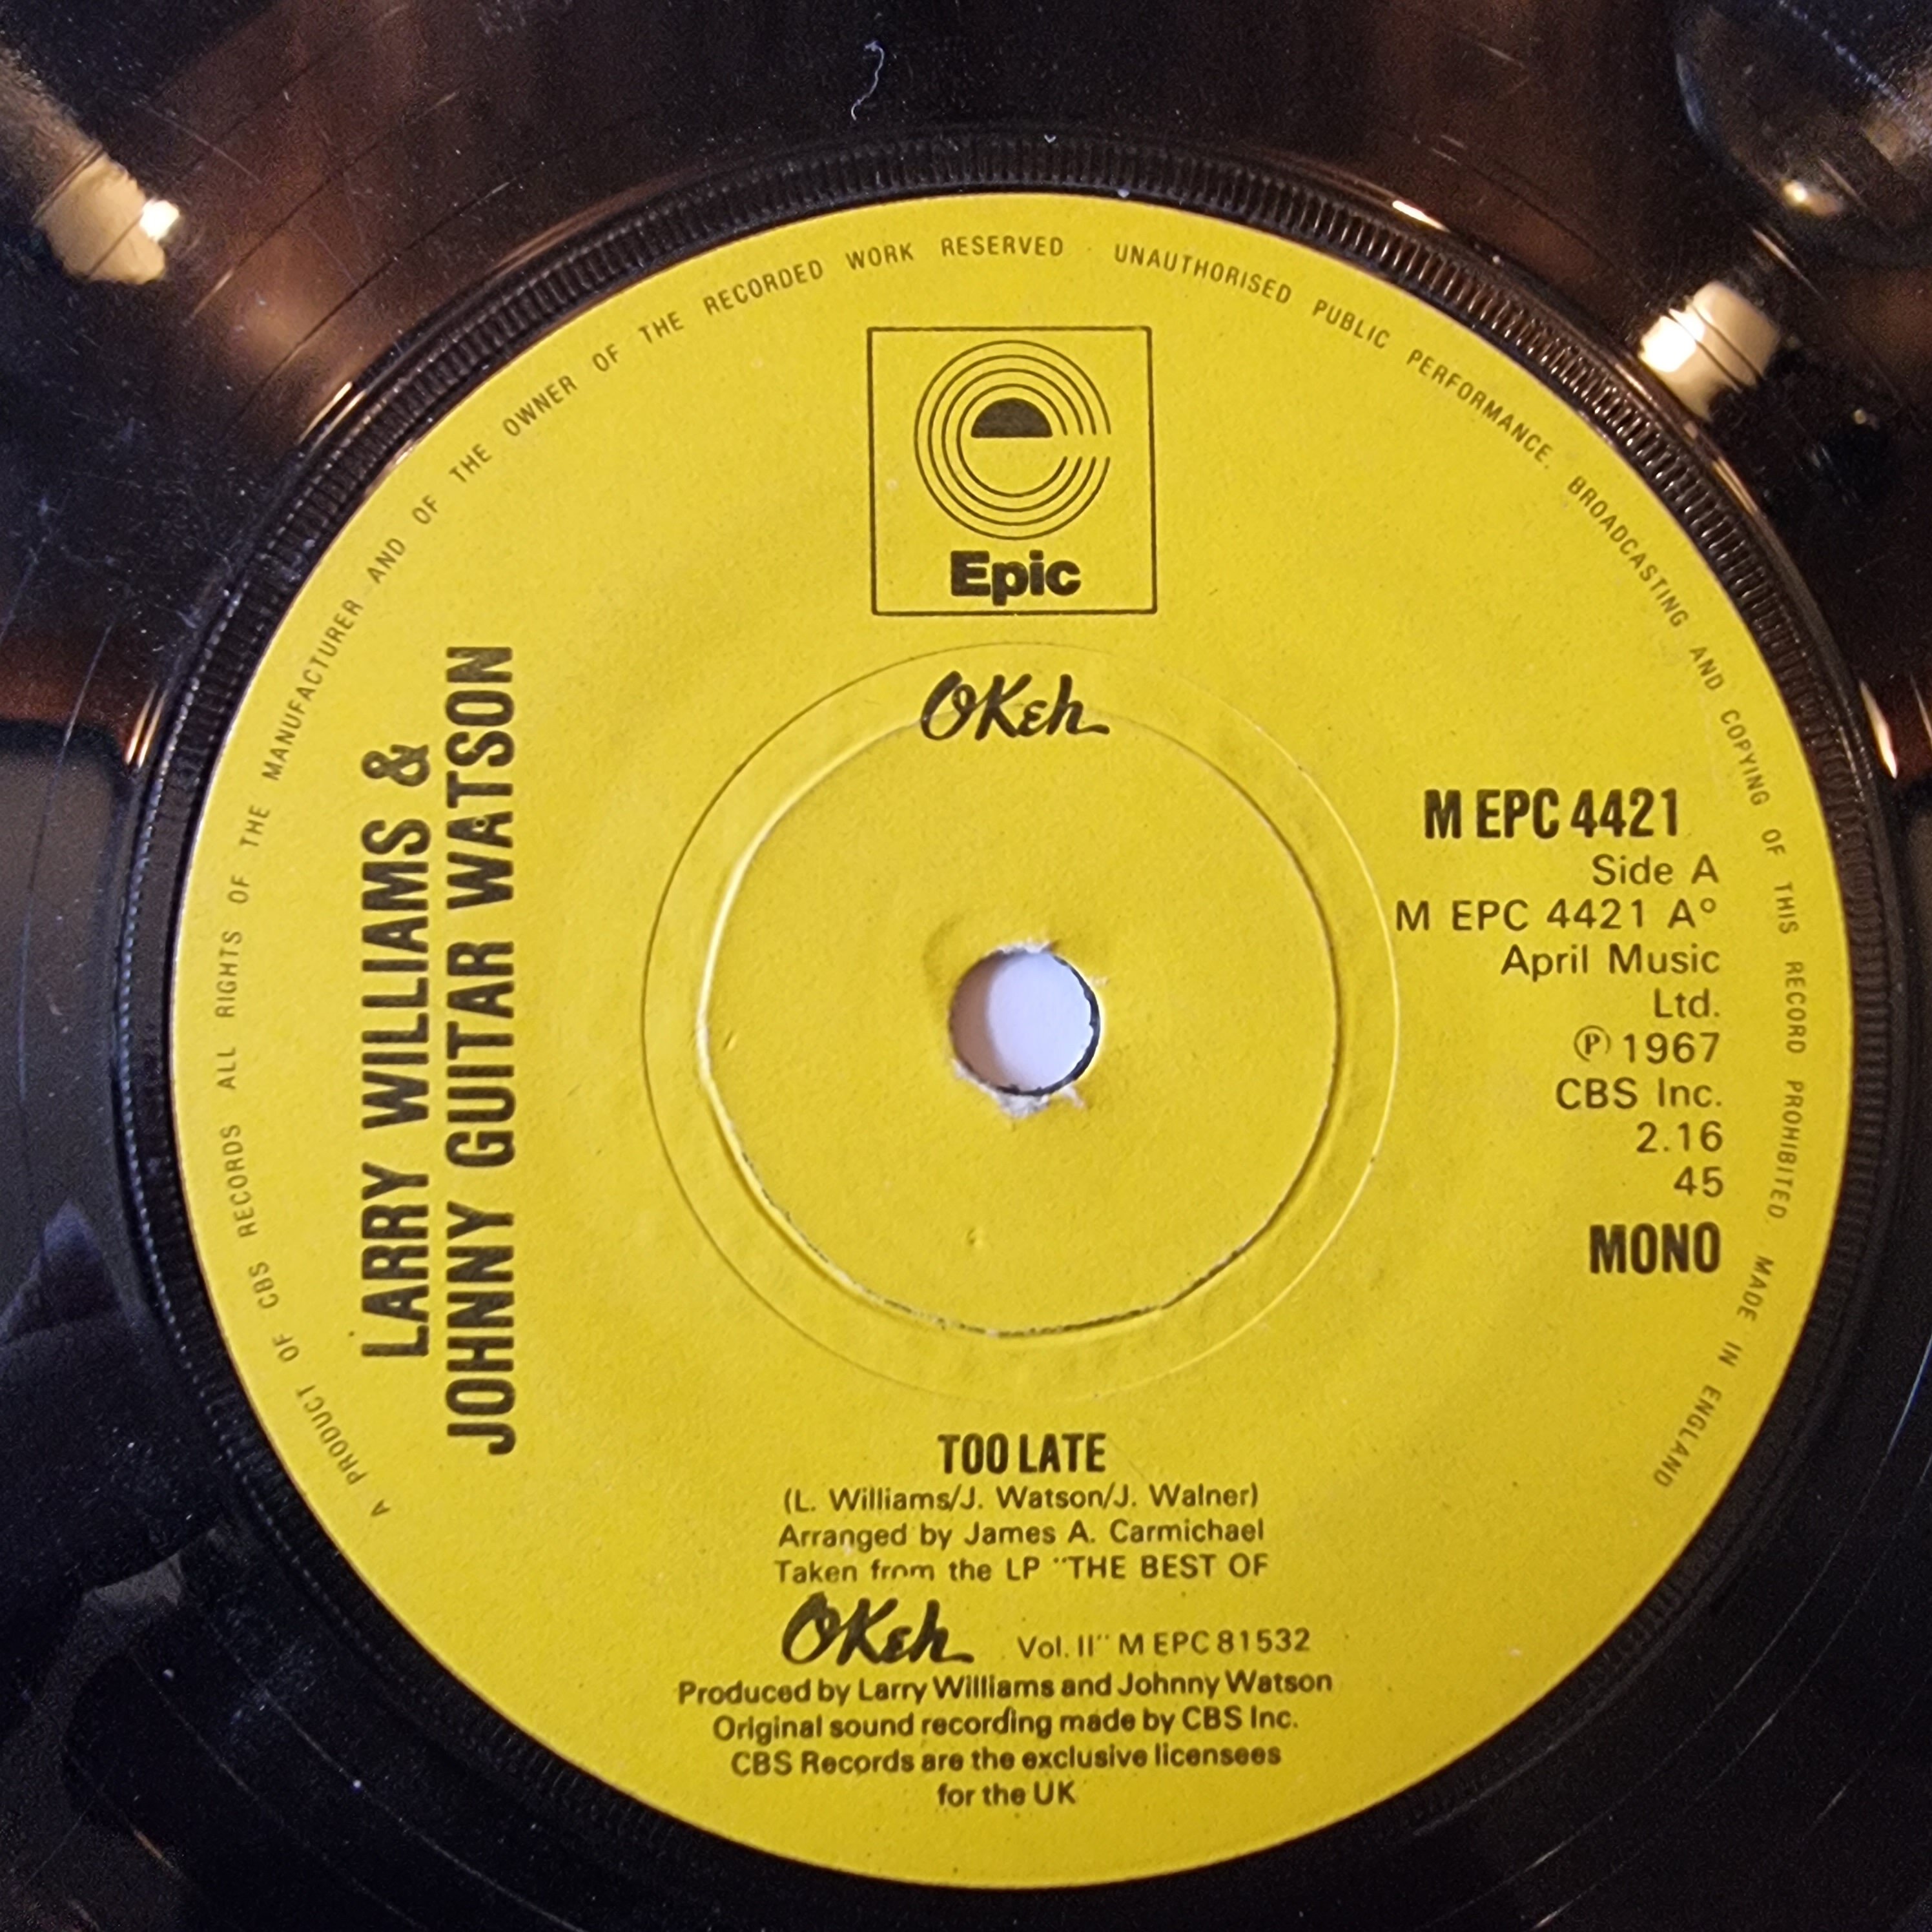 A PRODUCT OF CBS RECORDS ALL RIGHTS OF THE MANUFACTURER AND OF THE OWNER OF THE RECORDED WORK RESERVED · UNAUTHORISED PUBLIC PERFORMANCE. BROADCASTING AND COPYING OF THIS RECORD PROHIBITED. MADE IN ENGLAND
Epic
OKeh
LARRY WILLIAMS &
JOHNNY GUITAR WATSON
M EPC 4421
Side A
M EPC 4421 A°
April Music
Ltd.
℗ 1967
CBS Inc.
2.16
45
MONO
TOO LATE
(L. Williams/J. Watson/J. Walner)
Arranged by James A. Carmichael
Taken from the LP "THE BEST OF
OKeh Vol. II" M EPC 81532
Produced by Larry Williams and Johnny Watson
Original sound recording made by CBS Inc.
CBS Records are the exclusive licensees
for the UK